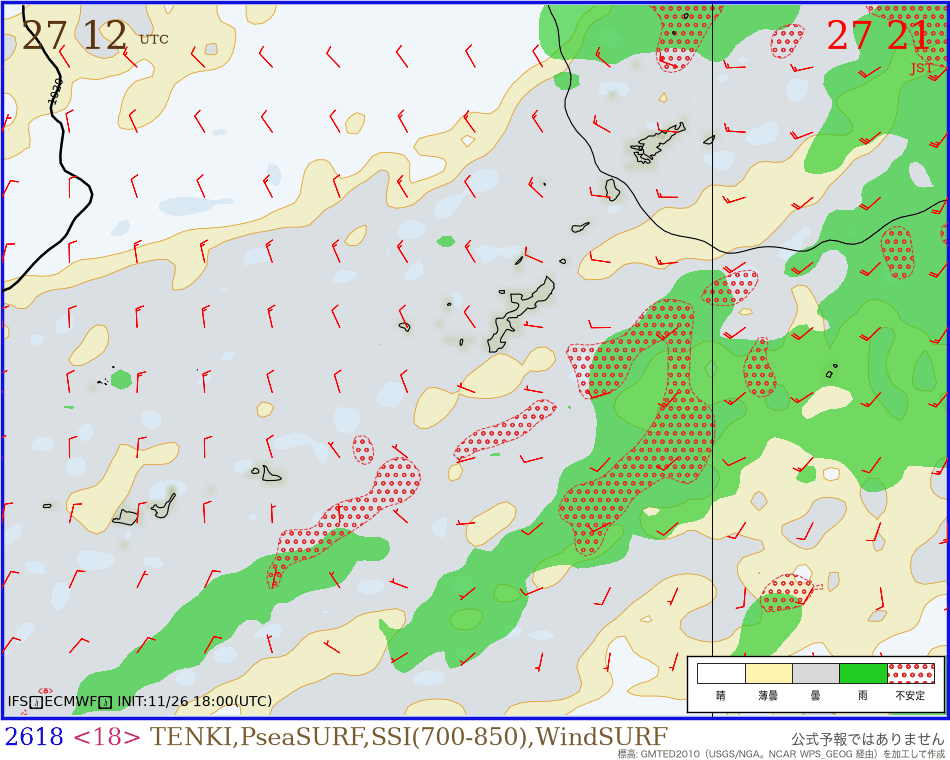 27 12 UTC
27 21
JST
1020
IFS ECMWF INIT:11/26 18:00(UTC)
晴 薄曇 曇 雨 不安定
2618 <18> TENKI,PseaSURF,SSI(700-850),WindSURF
公式予報ではありません
標高: GMTED2010（USGS/NGA。NCAR WPS_GEOG 経由）を加工して作成